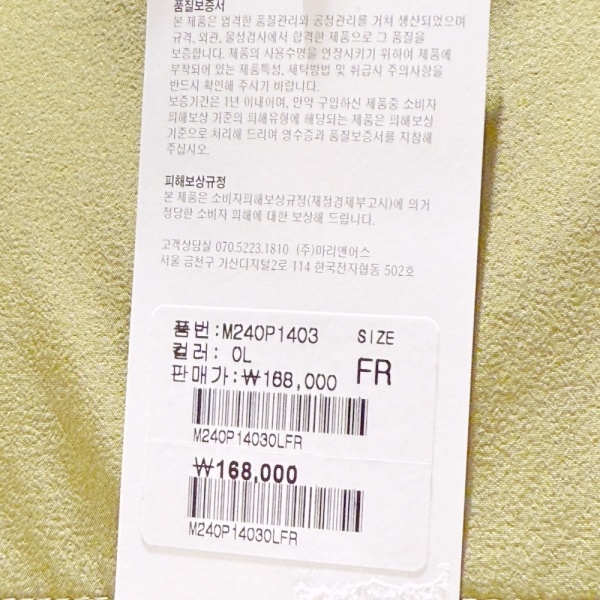 품질보증서
본 제품은 엄격한 품질관리와 공정관리를 거쳐 생산되었으며
규격, 외관, 물성검사에서 합격한 제품으로 그 품질을
보증합니다. 제품의 사용수명을 연장시키기 위하여 제품에
부착되어 있는 제품특성, 세탁방법 및 취급시 주의사항을
반드시 확인해 주시기 바랍니다.
보증기간은 1년 이내이며, 만약 구입하신 제품중 소비자
피해보상 기준의 피해유형에 해당되는 제품은 피해보상
기준으로 처리해 드리며 영수증과 품질보증서를 지참해
주십시오.
피해보상규정
본 제품은 소비자피해보상규정(재정경제부고시)에 의거
정당한 소비자 피해에 대한 보상해 드립니다.
고객상담실 070.5223.1810 (주)마리앤어스
서울 금천구 가산디지털2로 114 한국전자협동 502호
품번:M240P1403 SIZE
컬러: OL
판매가:₩168,000 FR
M240P1403OLFR
₩168,000
M240P1403OLFR